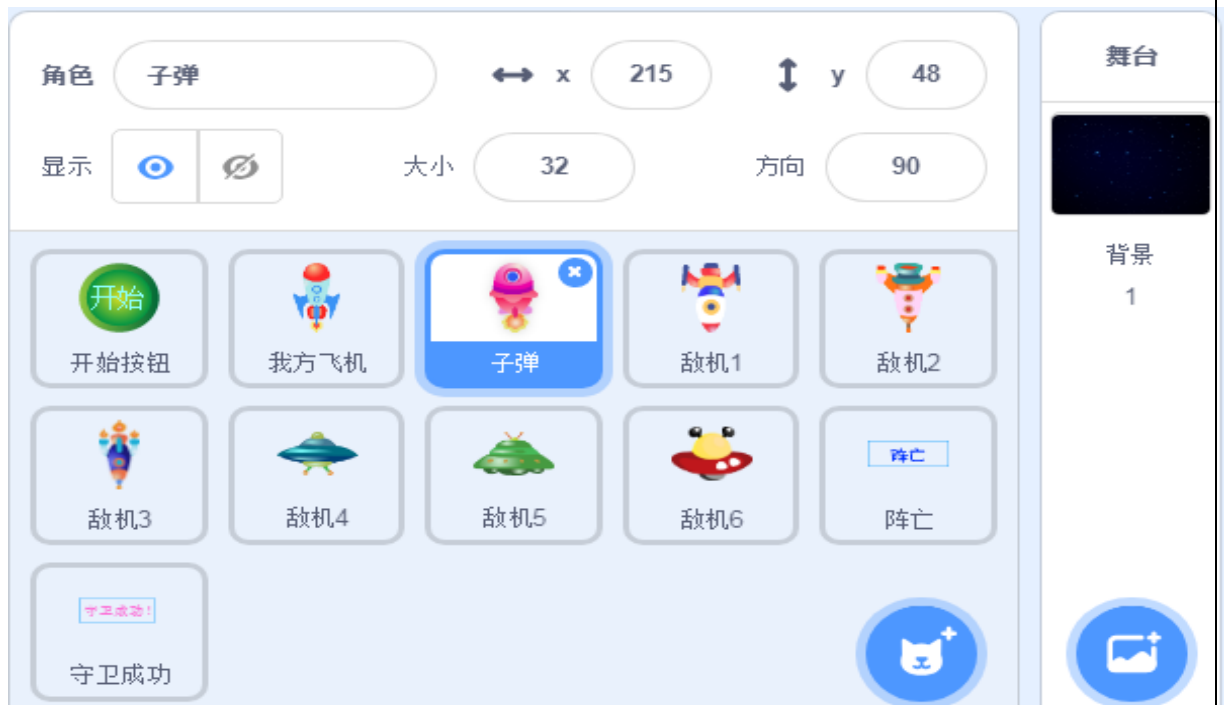 角色 子弹 x 215 y 48
舞台
显示 大小 32 方向 90
背景
1
开始
开始按钮 我方飞机 子弹 敌机1 敌机2
阵亡
敌机3 敌机4 敌机5 敌机6 阵亡
守卫成功!
守卫成功